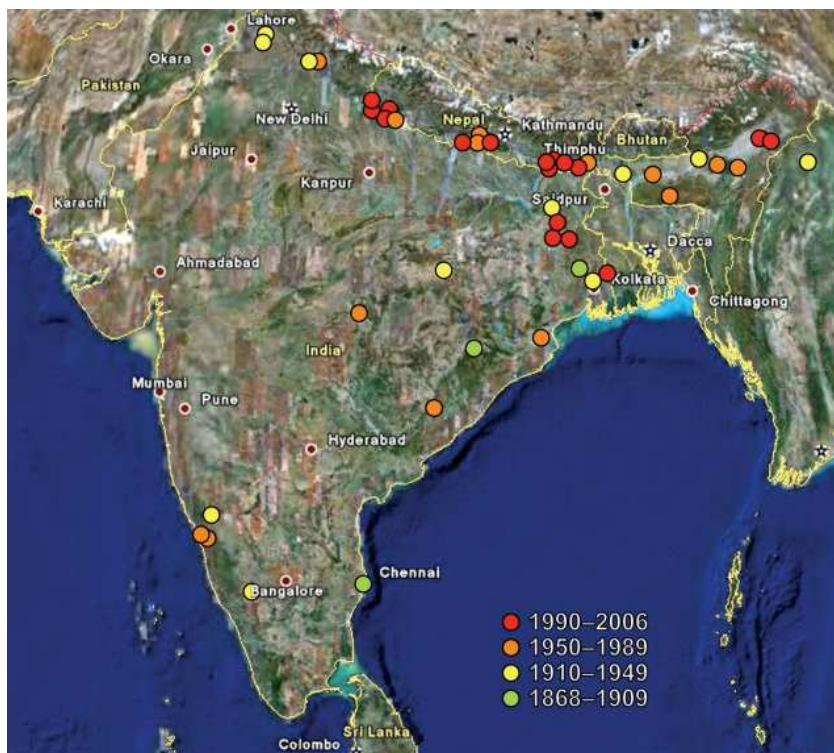 Lahore
Okara
Pakistan
New Delhi
Nepal
Kathmandu
Bhutan
Thimphu
Jaipur
Kanpur
Saidpur
Karachi
Dacca
Ahmadabad
Kolkata
Chittagong
India
Mumbai
Pune
Hyderabad
Chennai
Bangalore
1990–2006
1950–1989
1910–1949
1868–1909
Sri Lanka
Colombo